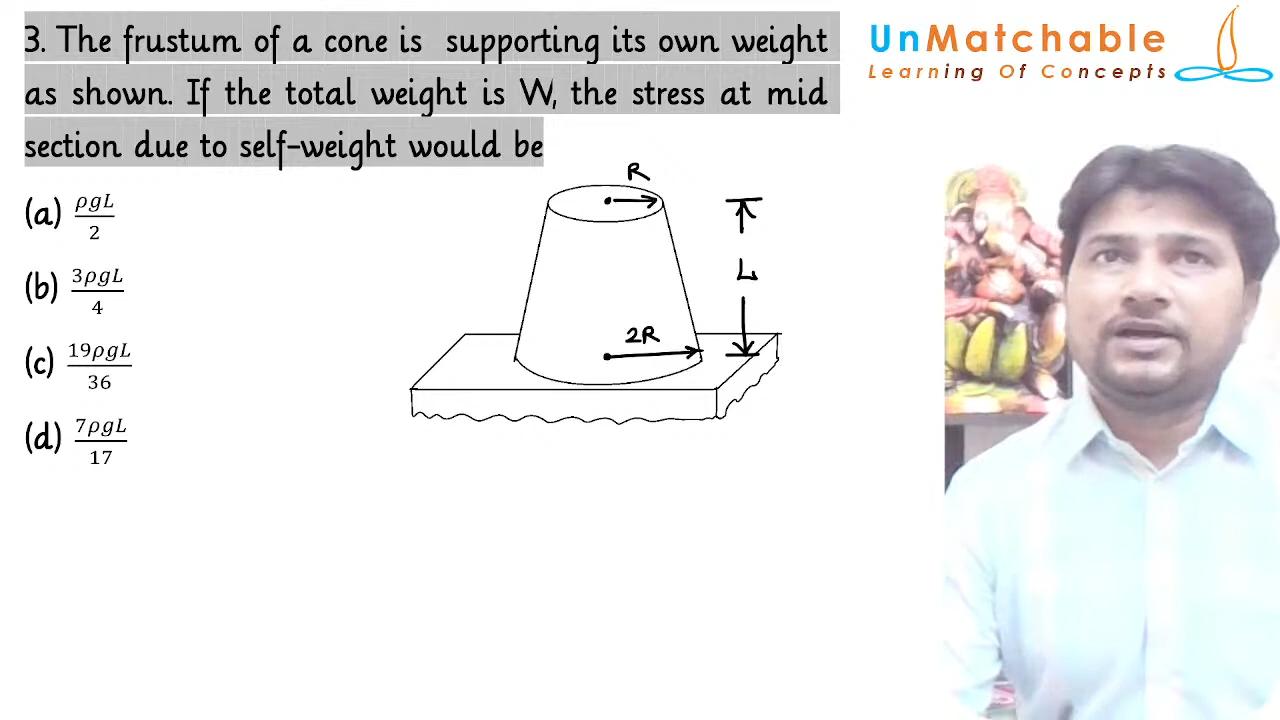 3. The frustum of a cone is supporting its own weight
as shown. If the total weight is W, the stress at mid
section due to self-weight would be
(a) ρgL/2
(b) 3ρgL/4
(c) 19ρgL/36
(d) 7ρgL/17
R
L
2R
UnMatchable
Learning Of Concepts